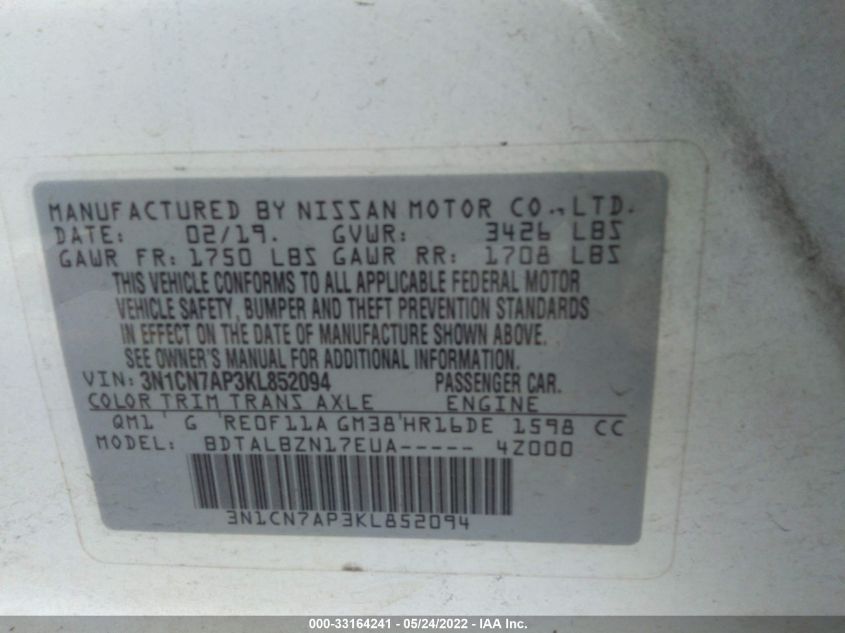 MANUFACTURED BY NISSAN MOTOR CO., LTD.
DATE: 02/19. GVWR: 3426 LBS
GAWR FR: 1750 LBS GAWR RR: 1708 LBS
THIS VEHICLE CONFORMS TO ALL APPLICABLE FEDERAL MOTOR
VEHICLE SAFETY, BUMPER AND THEFT PREVENTION STANDARDS
IN EFFECT ON THE DATE OF MANUFACTURE SHOWN ABOVE.
SEE OWNER'S MANUAL FOR ADDITIONAL INFORMATION.
VIN: 3N1CN7AP3KL852094 PASSENGER CAR.
COLOR TRIM TRANS AXLE ENGINE
QM1 ' G 'RE0F11A GM38'HR16DE 1598 CC
MODEL: BDTALBZN17EUA----- 4Z000
3N1CN7AP3KL852094
000-33164241 - 05/24/2022 - IAA Inc.